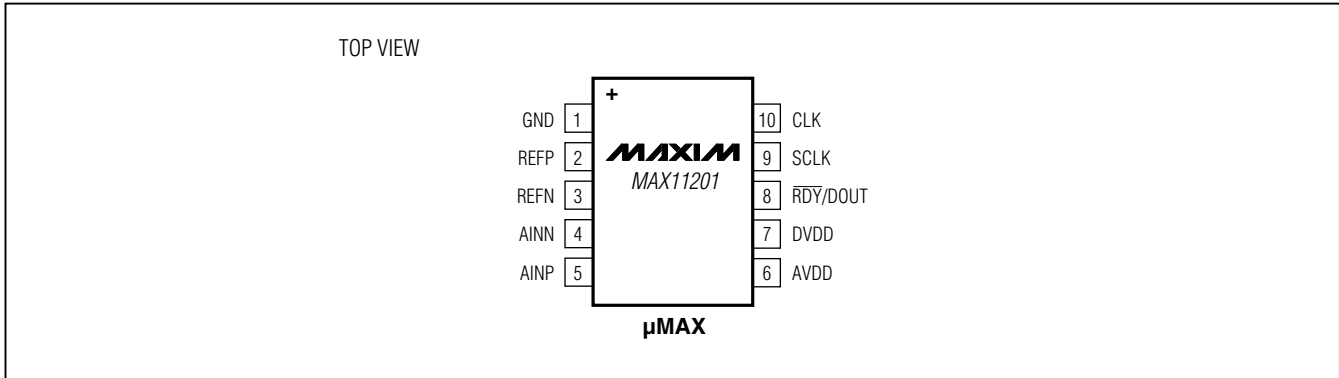 TOP VIEW
+
GND 1
REFP 2
REFN 3
AINN 4
AINP 5
MAXIM
MAX11201
10 CLK
9 SCLK
8 R̅D̅Y̅/DOUT
7 DVDD
6 AVDD
µMAX